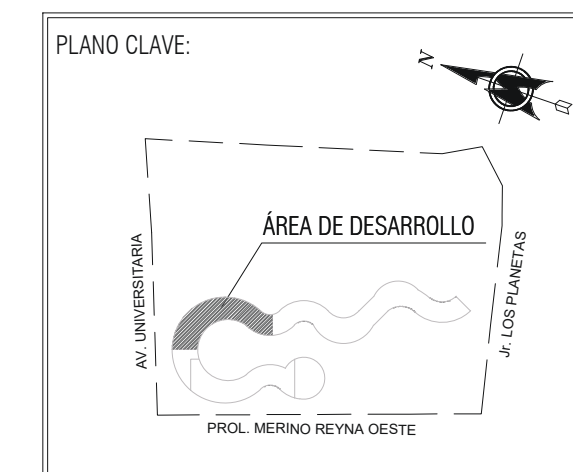 PLANO CLAVE:
N
ÁREA DE DESARROLLO
AV. UNIVERSITARIA
Jr. LOS PLANETAS
PROL. MERINO REYNA OESTE